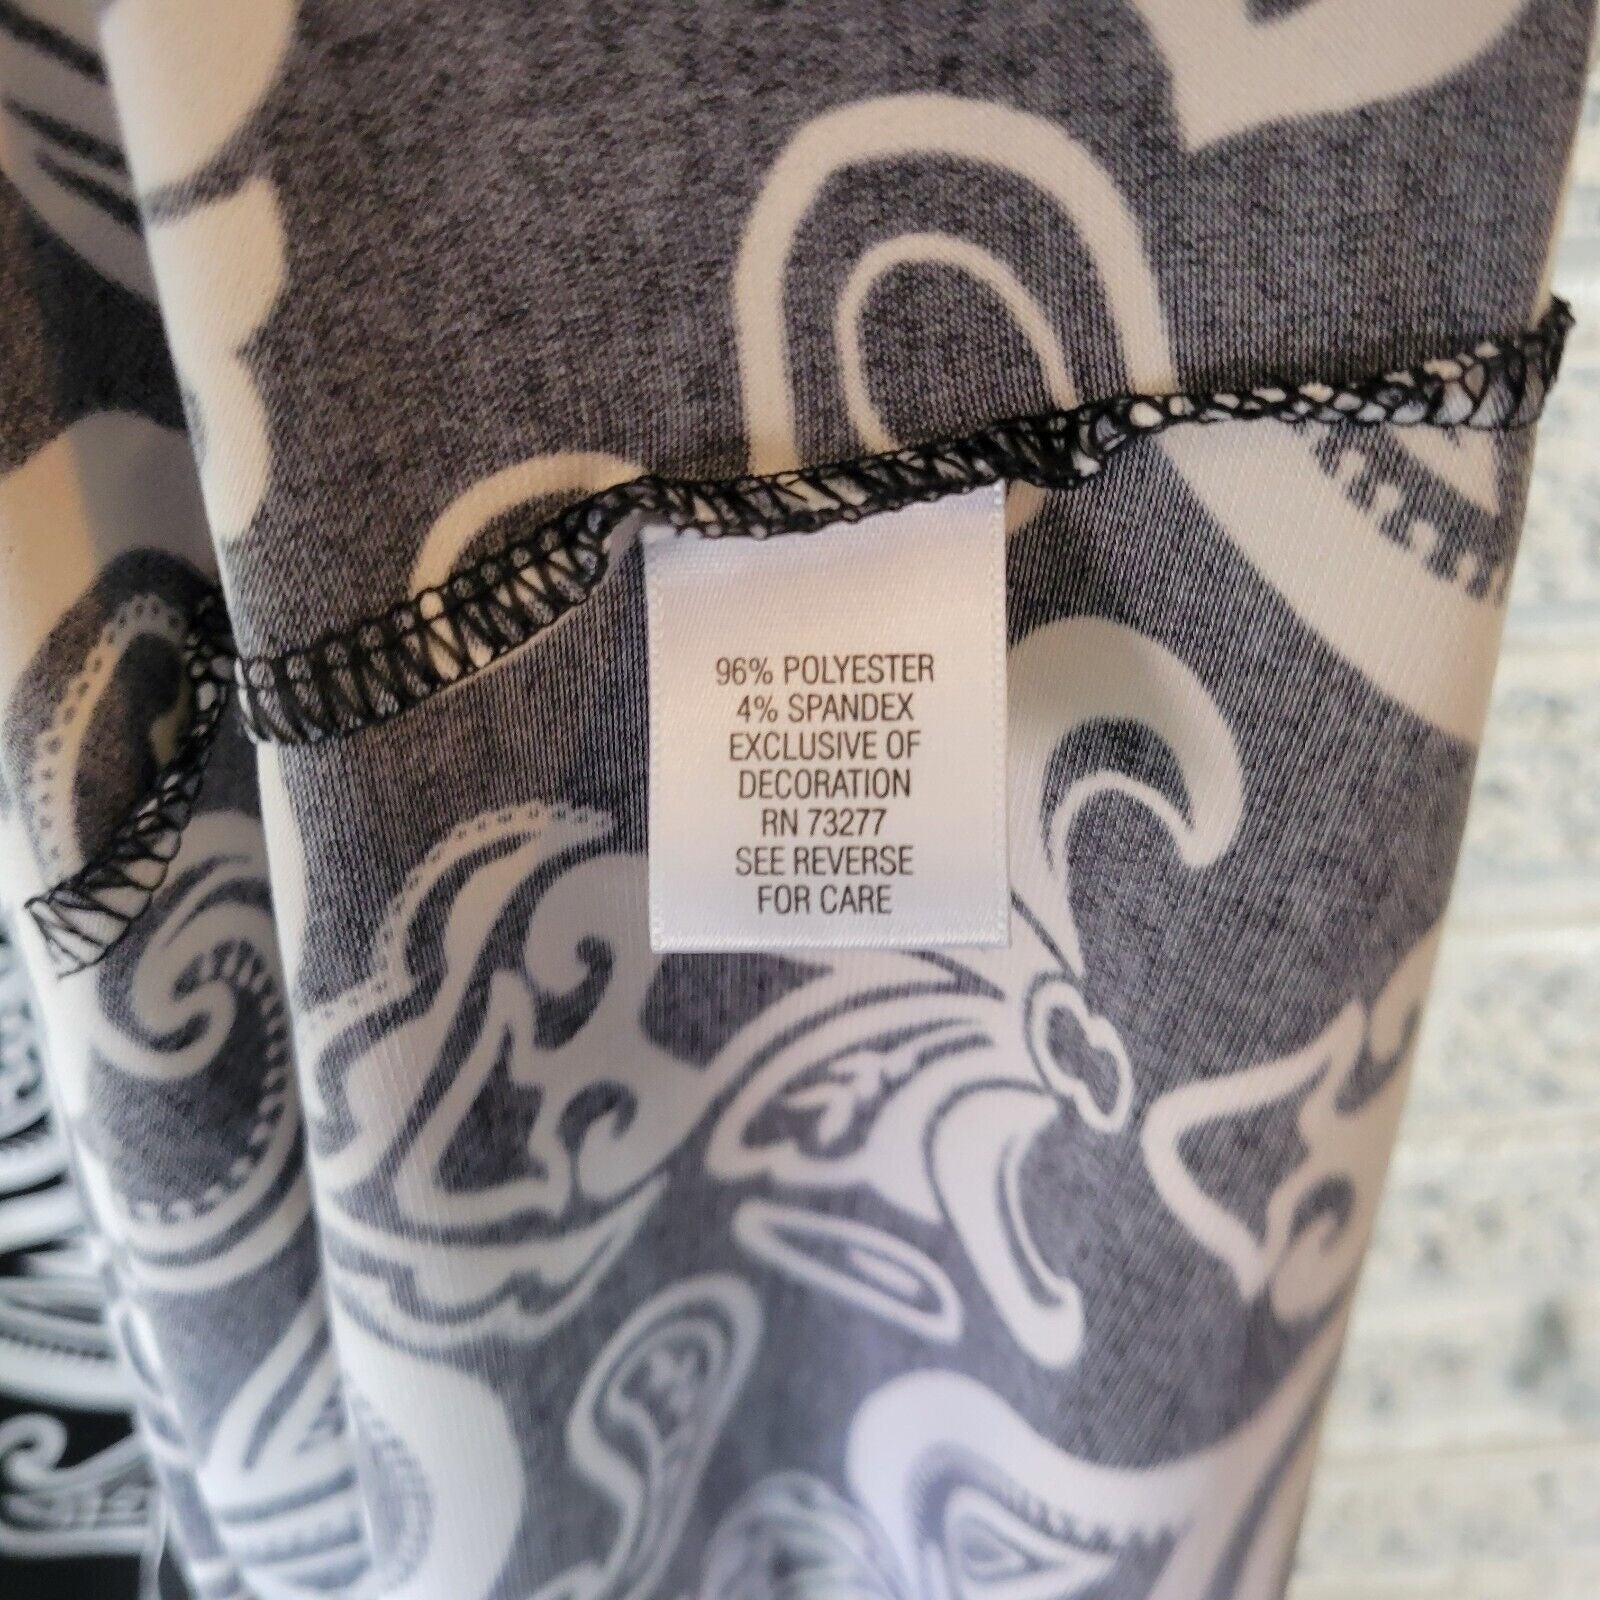 96% POLYESTER
4% SPANDEX
EXCLUSIVE OF
DECORATION
RN 73277
SEE REVERSE
FOR CARE